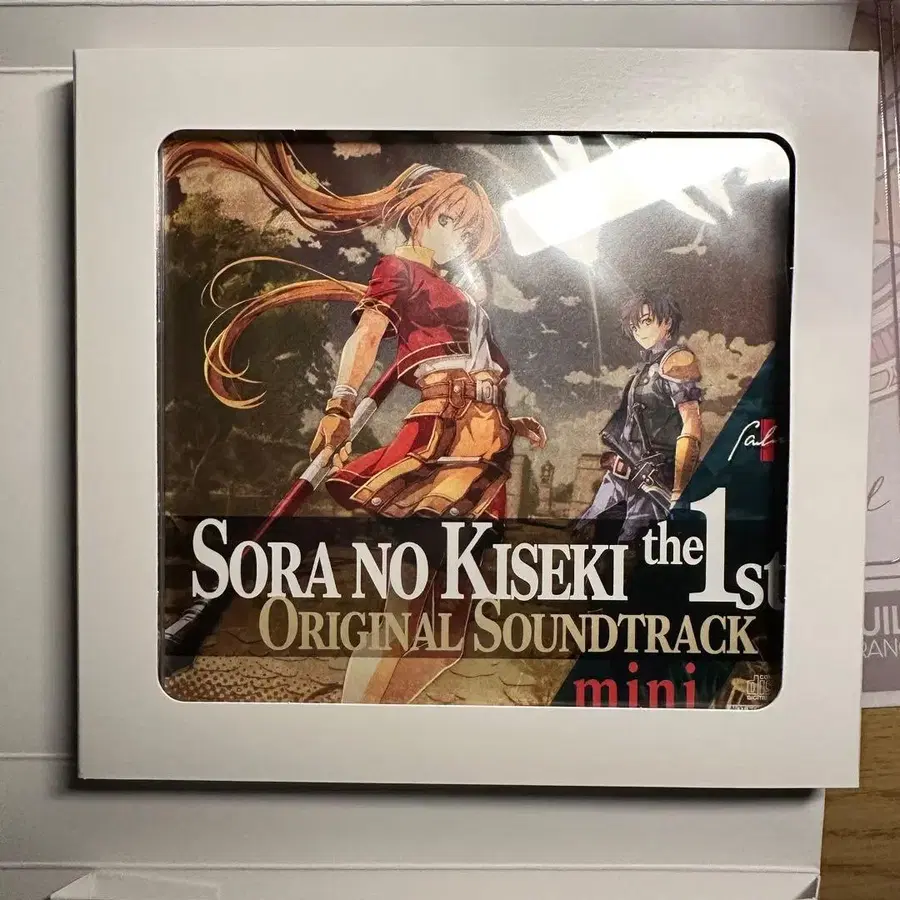 SORA NO KISEKI the 1st
ORIGINAL SOUNDTRACK
mini